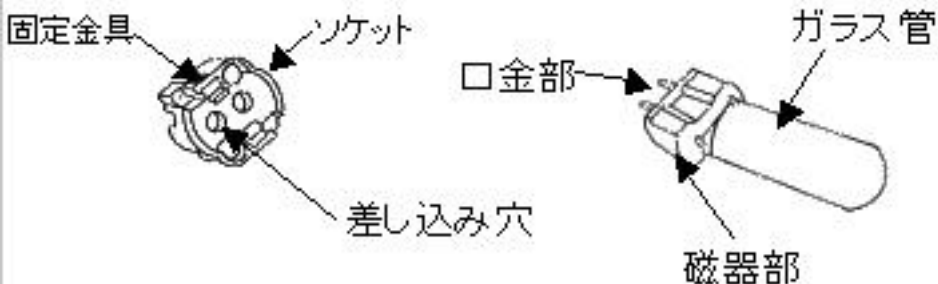 固定金具
ソケット
差し込み穴
口金部
ガラス管
磁器部